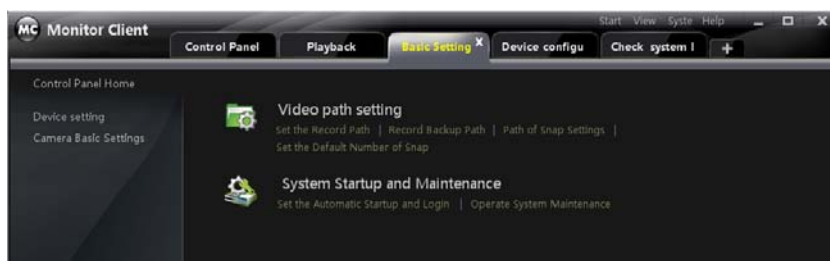 Start View Syste Help
MC Monitor Client
Control Panel Playback Basic Setting X Device configu Check system l +
Control Panel Home
Device setting
Camera Basic Settings
Video path setting
Set the Record Path | Record Backup Path | Path of Snap Settings |
Set the Default Number of Snap
System Startup and Maintenance
Set the Automatic Startup and Login | Operate System Maintenance